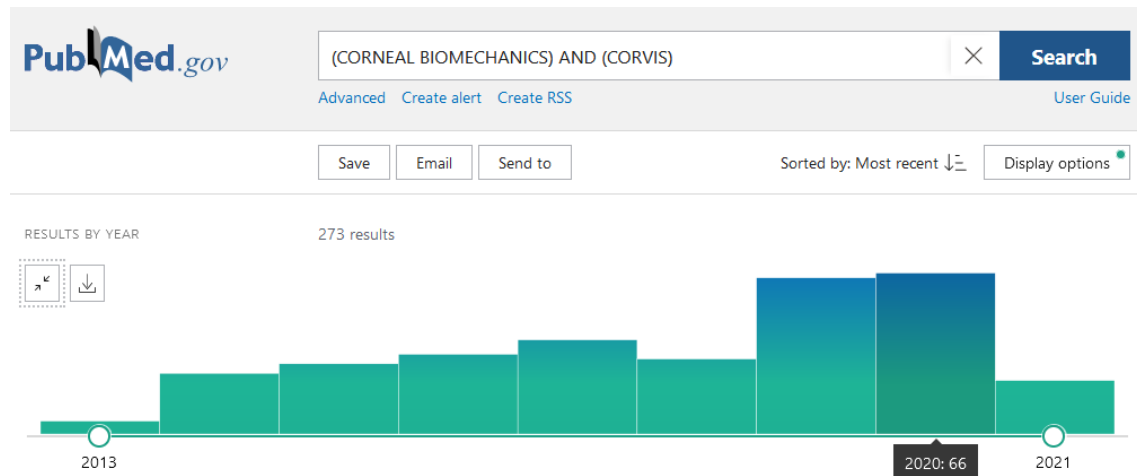 PubMed.gov
(CORNEAL BIOMECHANICS) AND (CORVIS)
Search
Advanced Create alert Create RSS
User Guide
Save Email Send to
Sorted by: Most recent
Display options
RESULTS BY YEAR
273 results
2013
2020: 66
2021